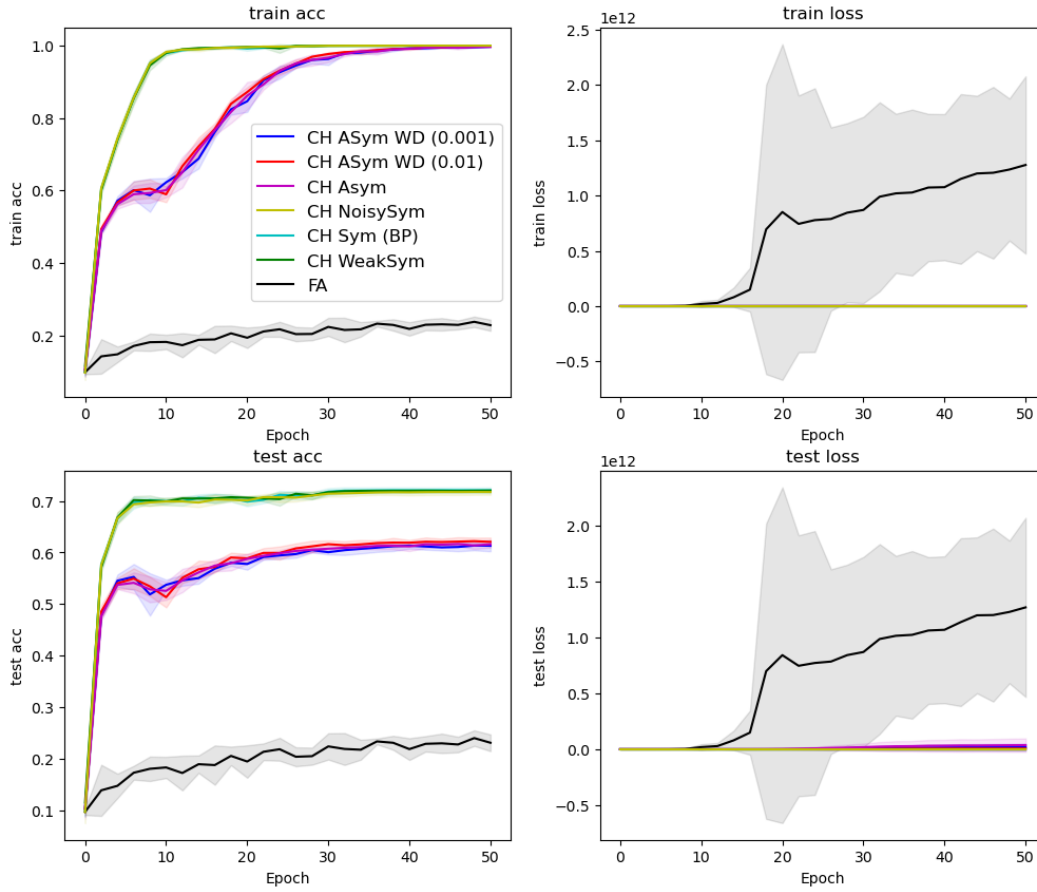 train acc
train acc
1.0
0.8
0.6
0.4
0.2
0
10
20
30
40
50
Epoch
CH ASym WD (0.001)
CH ASym WD (0.01)
CH Asym
CH NoisySym
CH Sym (BP)
CH WeakSym
FA
train loss
1e12
train loss
2.5
2.0
1.5
1.0
0.5
0.0
−0.5
0
10
20
30
40
50
Epoch
test acc
test acc
0.7
0.6
0.5
0.4
0.3
0.2
0.1
0
10
20
30
40
50
Epoch
test loss
1e12
test loss
2.0
1.5
1.0
0.5
0.0
−0.5
0
10
20
30
40
50
Epoch